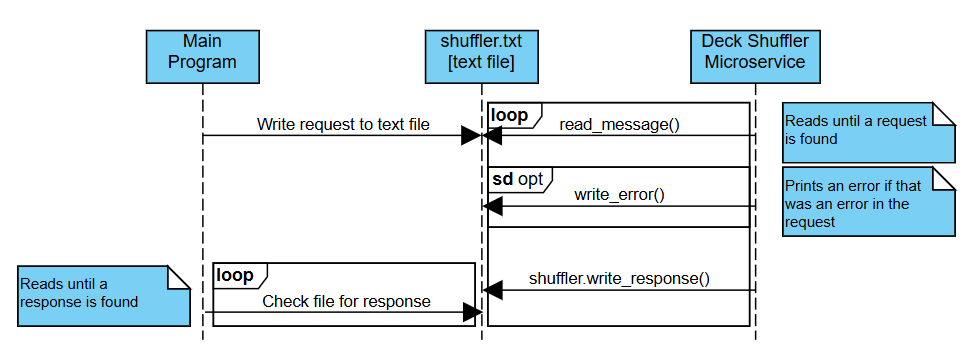 Main
Program
shuffler.txt
[text file]
Deck Shuffler
Microservice
loop
Write request to text file
read_message()
Reads until a request
is found
sd opt
write_error()
Prints an error if that
was an error in the
request
loop
Reads until a
response is found
Check file for response
shuffler.write_response()